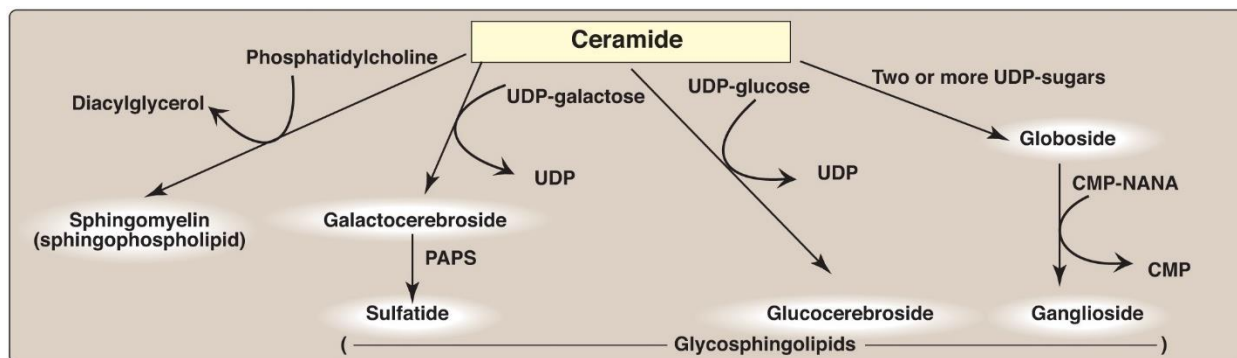 Ceramide
Phosphatidylcholine
Diacylglycerol
UDP-galactose
UDP
UDP-glucose
UDP
Two or more UDP-sugars
Globoside
CMP-NANA
CMP
Sphingomyelin
(sphingophospholipid)
Galactocerebroside
PAPS
Sulfatide
Glucocerebroside
Ganglioside
( Glycosphingolipids )